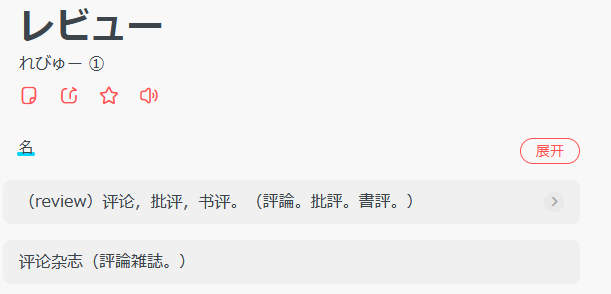 レビュー
れびゅー ①
名
展开
（review）评论，批评，书评。（評論。批評。書評。）
评论杂志（評論雑誌。）